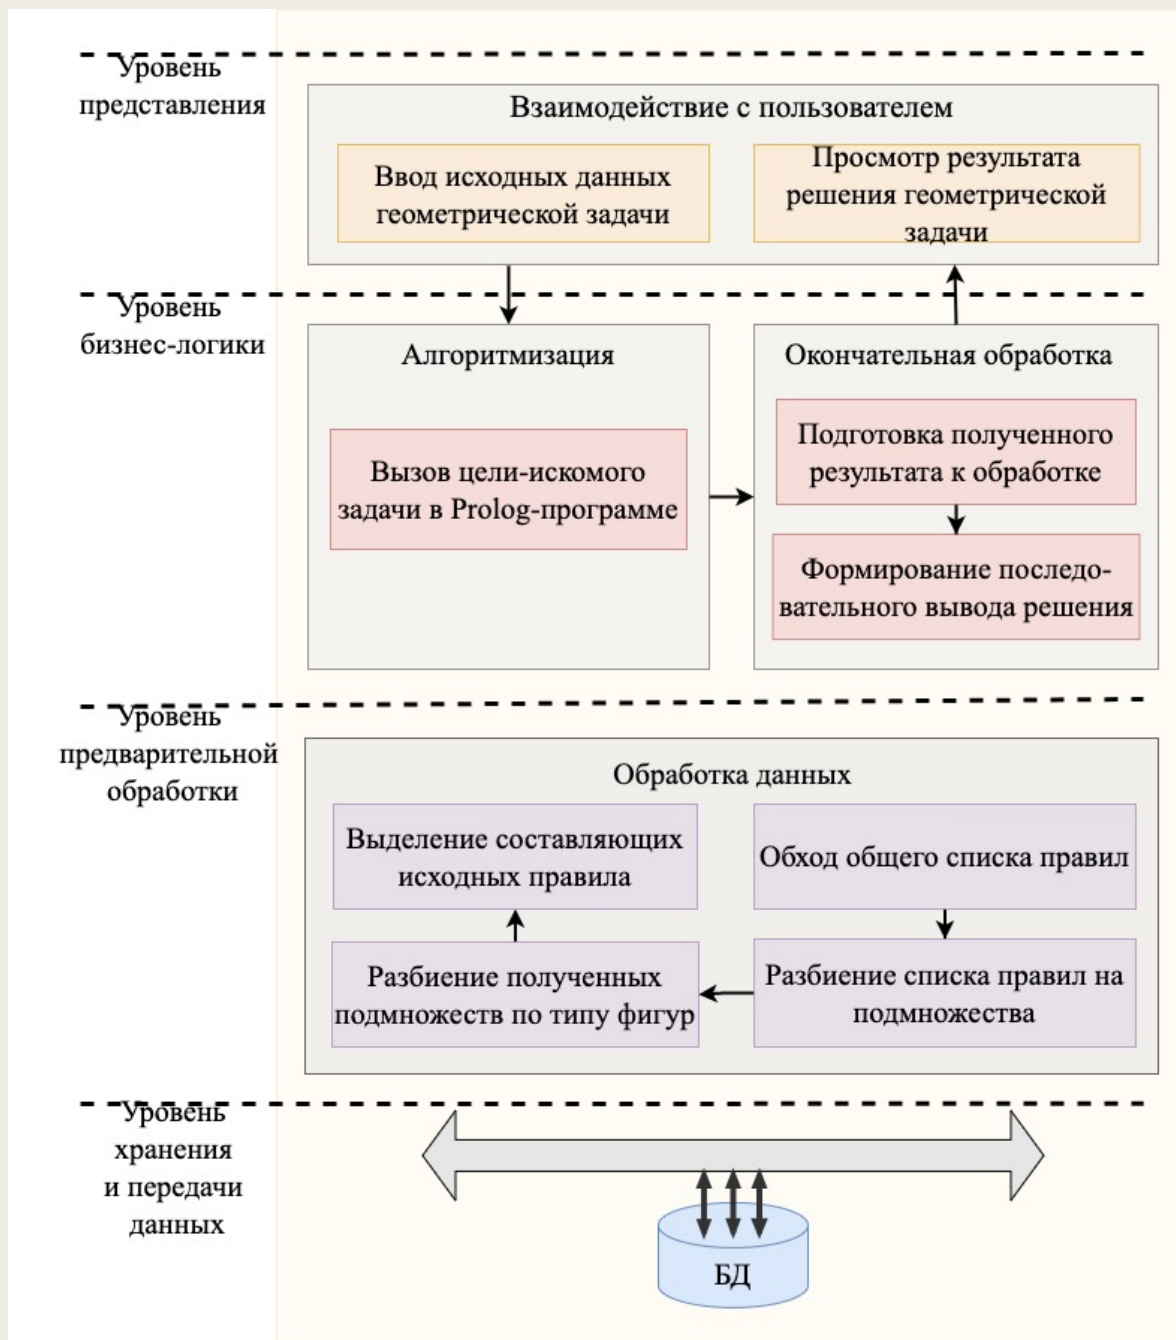 Уровень
представления
Взаимодействие с пользователем
Ввод исходных данных
геометрической задачи
Просмотр результата
решения геометрической
задачи
Уровень
бизнес-логики
Алгоритмизация
Вызов цели-искомого
задачи в Prolog-программе
Окончательная обработка
Подготовка полученного
результата к обработке
Формирование последо-
вательного вывода решения
Уровень
предварительной
обработки
Обработка данных
Выделение составляющих
исходных правила
Обход общего списка правил
Разбиение полученных
подмножеств по типу фигур
Разбиение списка правил на
подмножества
Уровень
хранения
и передачи
данных
БД